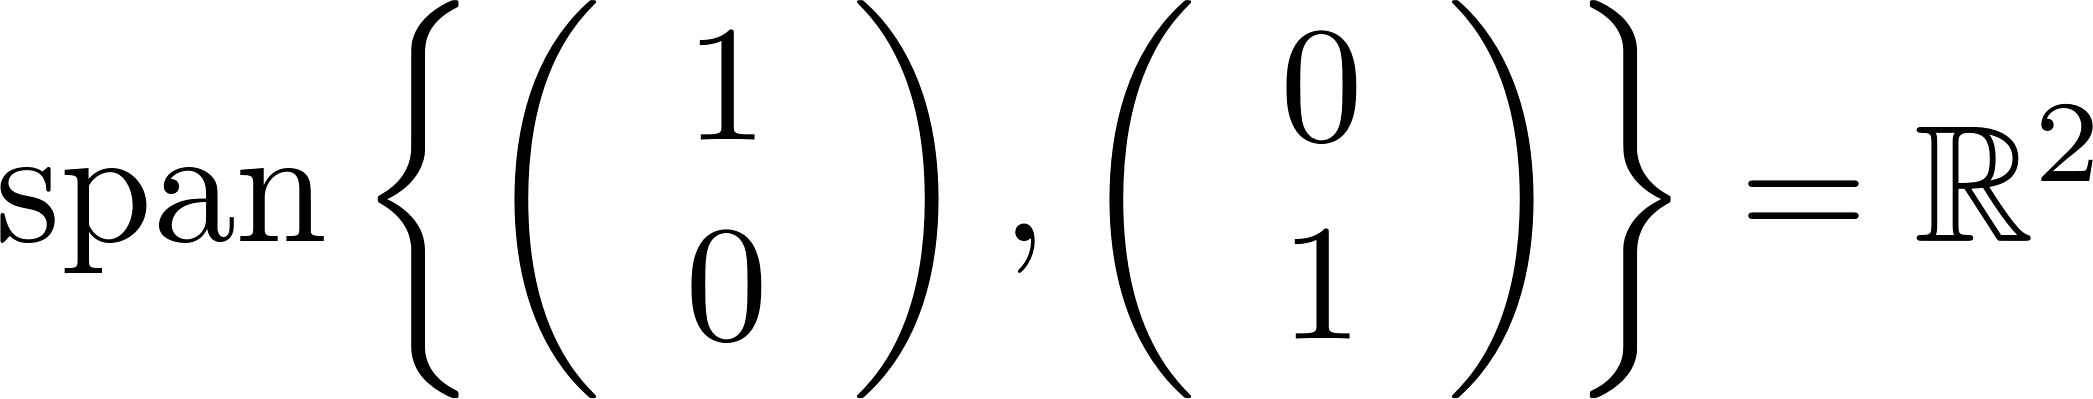 span { ( 1 0 ) , ( 0 1 ) } = ℝ²